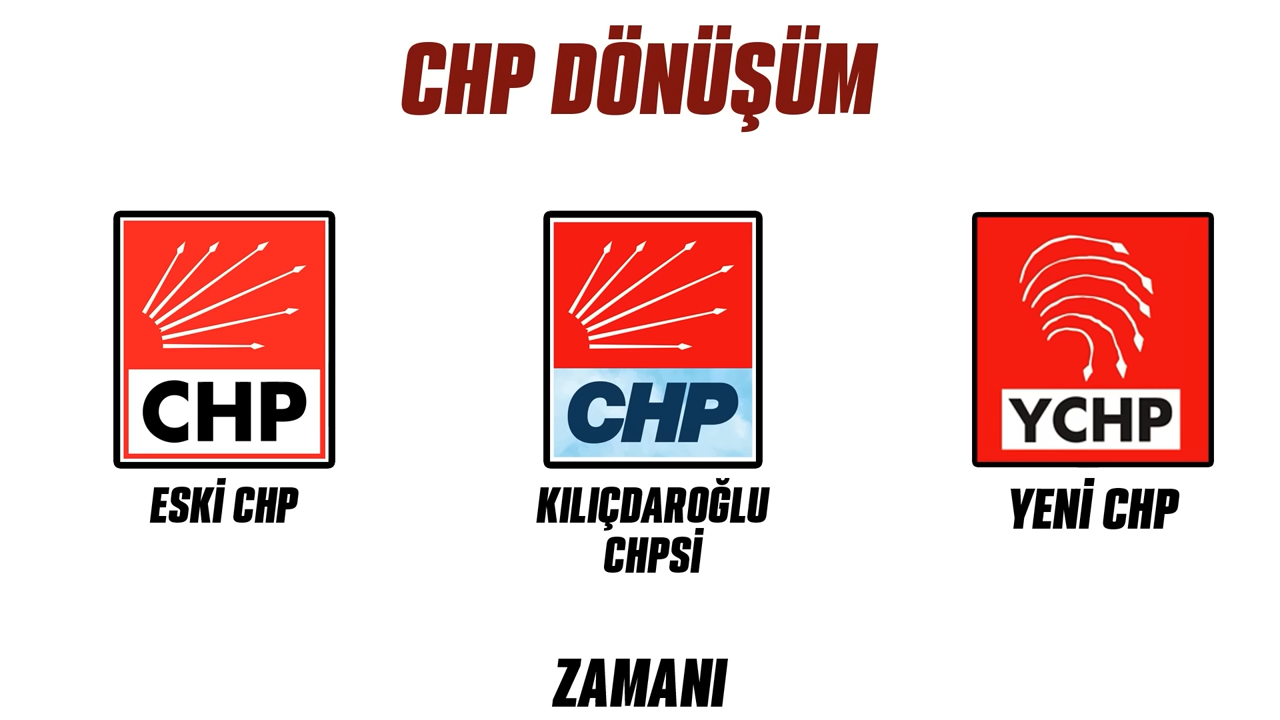 CHP DÖNÜŞÜM
CHP
CHP
YCHP
ESKİ CHP
KILIÇDAROĞLU
CHPSİ
YENİ CHP
ZAMANI